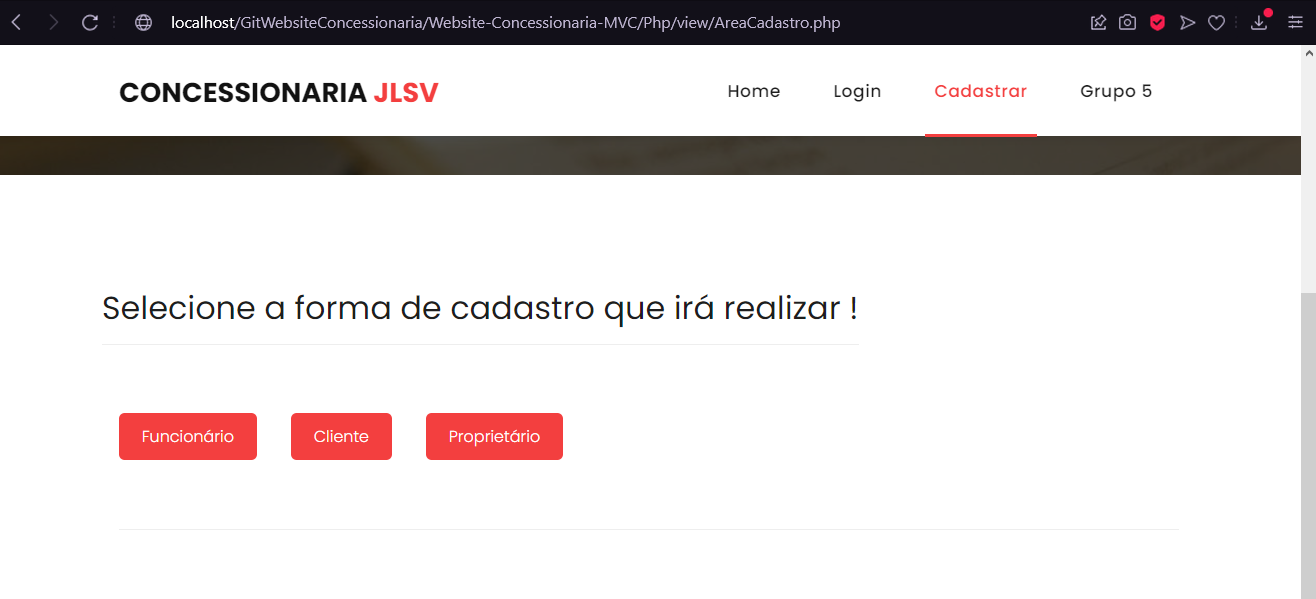 localhost/GitWebsiteConcessionaria/Website-Concessionaria-MVC/Php/view/AreaCadastro.php
CONCESSIONARIA JLSV
Home
Login
Cadastrar
Grupo 5
Selecione a forma de cadastro que irá realizar !
Funcionário
Cliente
Proprietário